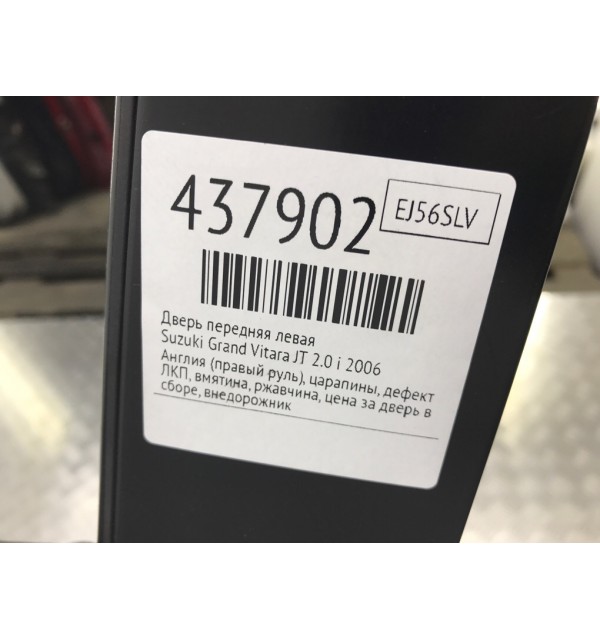 437902
EJ56SLV
Дверь передняя левая
Suzuki Grand Vitara JT 2.0 i 2006
Англия (правый руль), царапины, дефект
ЛКП, вмятина, ржавчина, цена за дверь в
сборе, внедорожник